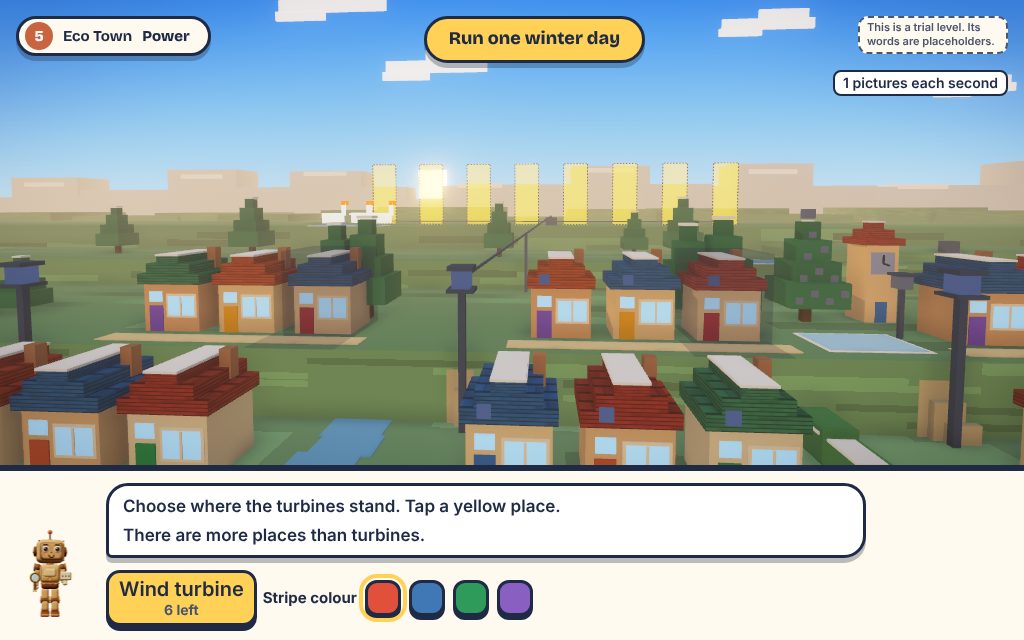 5 Eco Town Power
Run one winter day
This is a trial level. Its
words are placeholders.
1 pictures each second
Choose where the turbines stand. Tap a yellow place.
There are more places than turbines.
Wind turbine
6 left
Stripe colour